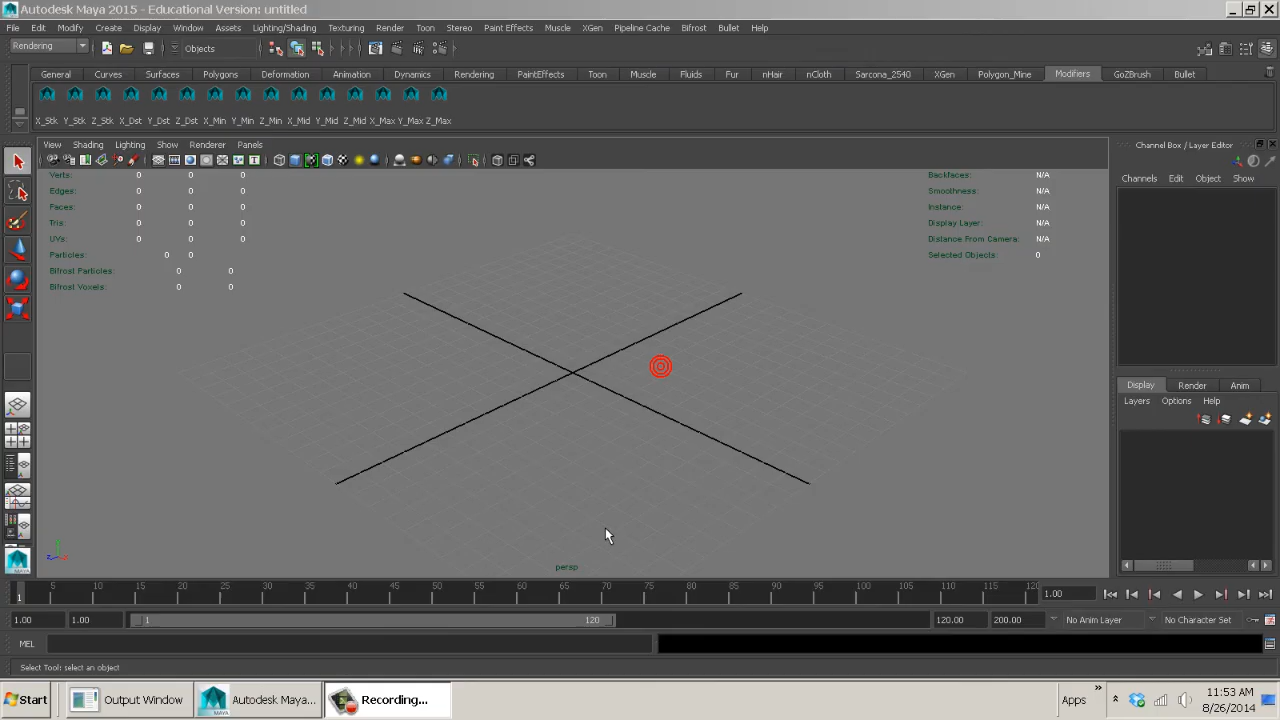 Autodesk Maya 2015 - Educational Version: untitled
File Edit Modify Create Display Window Assets Lighting/Shading Texturing Render Toon Stereo Paint Effects Muscle XGen Pipeline Cache Bifrost Bullet Help
Rendering Objects
General Curves Surfaces Polygons Deformation Animation Dynamics Rendering PaintEffects Toon Muscle Fluids Fur nHair nCloth Sarcona_2540 XGen Polygon_Mine Modifiers GoZBrush Bullet
X_Stk Y_Stk Z_Stk X_Dst Y_Dst Z_Dst X_Min Y_Min Z_Min X_Mid Y_Mid Z_Mid X_Max Y_Max Z_Max
View Shading Lighting Show Renderer Panels Channel Box / Layer Editor
Channels Edit Object Show
Verts: 0 0 0 Backfaces: N/A
Edges: 0 0 0 Smoothness: N/A
Faces: 0 0 0 Instance: N/A
Tris: 0 0 0 Display Layer: N/A
UVs: 0 0 0 Distance From Camera: N/A
Particles: 0 0 Selected Objects: 0
Bifrost Particles: 0 0
Bifrost Voxels: 0 0
Display Render Anim
Layers Options Help
persp
1 5 10 15 20 25 30 35 40 45 50 55 60 65 70 75 80 85 90 95 100 105 110 115 120 1.00
1.00 1.00 1 120 120.00 200.00 No Anim Layer No Character Set
MEL
Select Tool: select an object
Start Output Window MAYA Autodesk Maya... Recording... Apps » 11:53 AM
8/26/2014